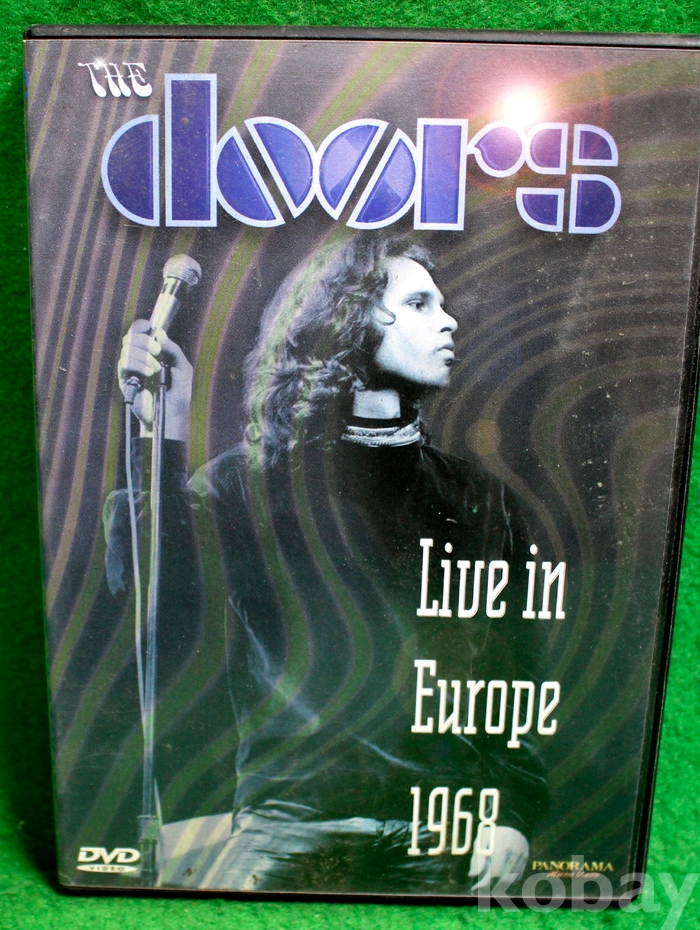 THE
doors
Live in
Europe
1968
DVD
VIDEO
PANORAMA
kobay